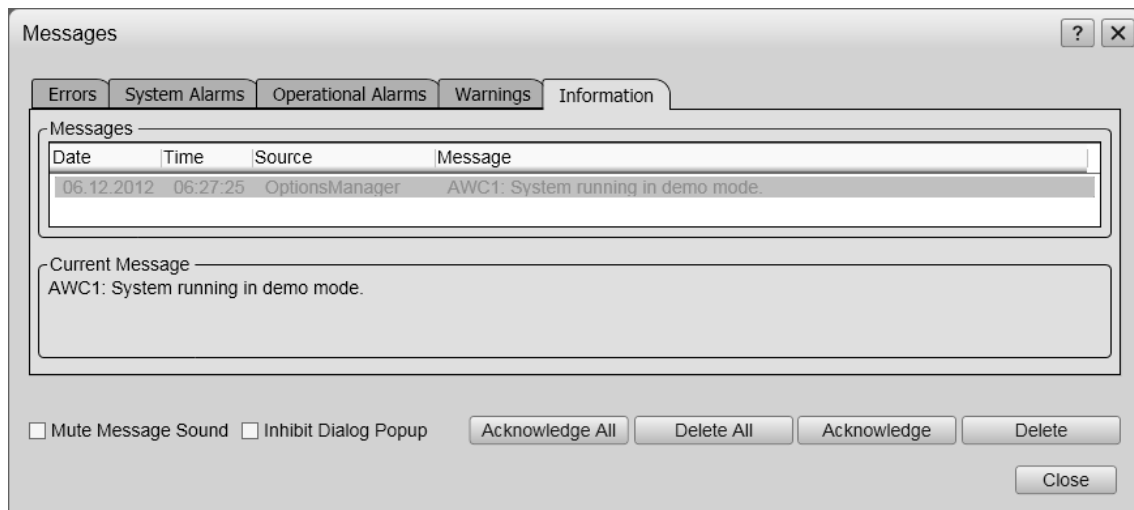 Messages
?
Errors System Alarms Operational Alarms Warnings Information
Messages
Date Time Source Message
06.12.2012 06:27:25 OptionsManager AWC1: System running in demo mode.
Current Message
AWC1: System running in demo mode.
Mute Message Sound Inhibit Dialog Popup Acknowledge All Delete All Acknowledge Delete
Close